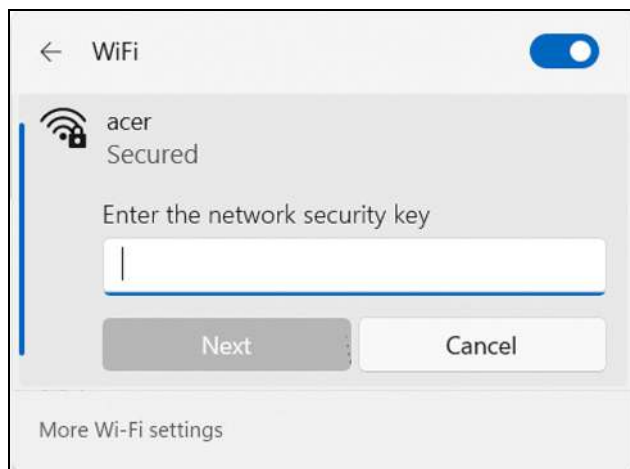 WiFi
acer
Secured
Enter the network security key
Next
Cancel
More Wi-Fi settings